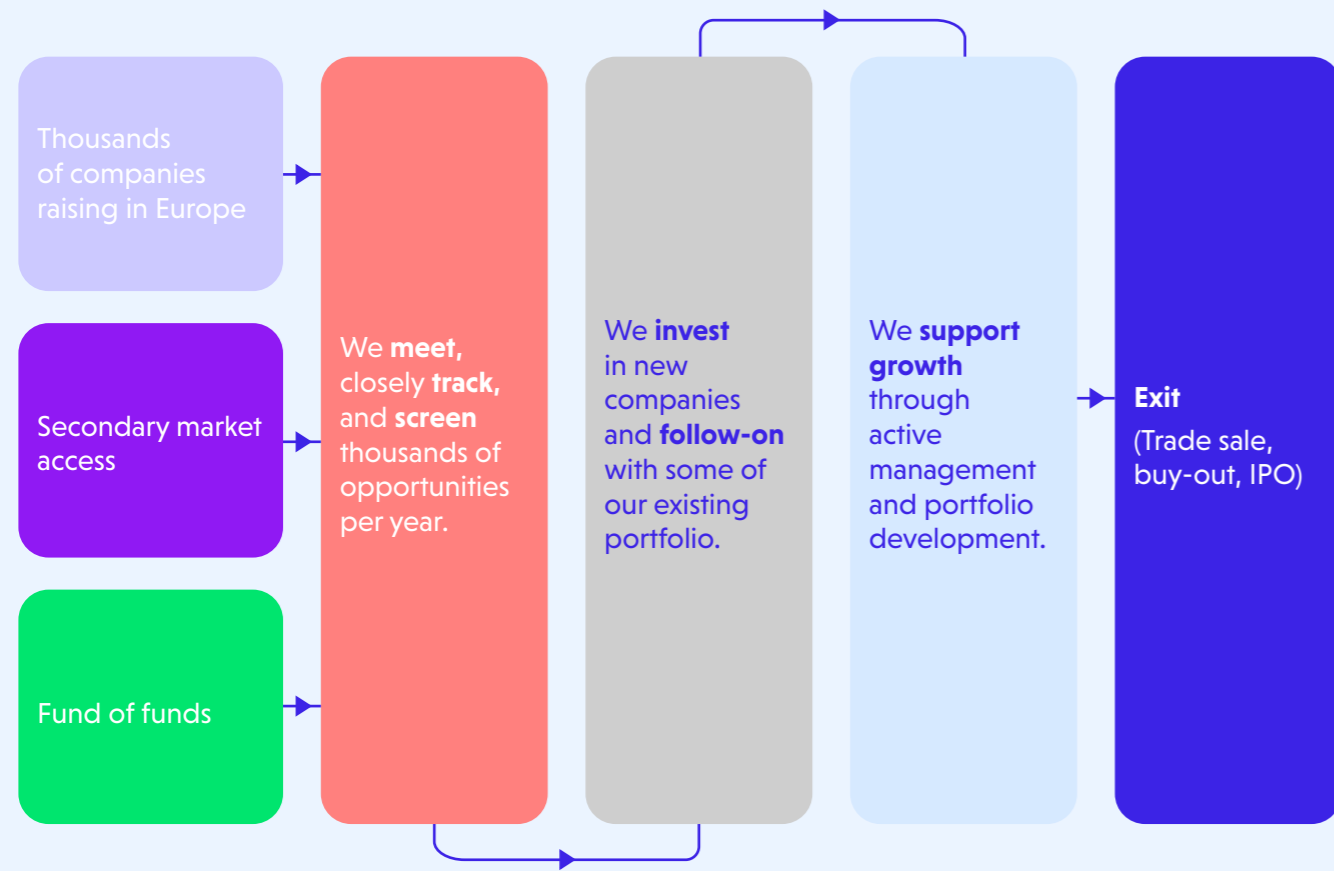 Thousands
of companies
raising in Europe
Secondary market
access
Fund of funds
We meet,
closely track,
and screen
thousands of
opportunities
per year.
We invest
in new
companies
and follow-on
with some of
our existing
portfolio.
We support
growth
through
active
management
and portfolio
development.
Exit
(Trade sale,
buy-out, IPO)